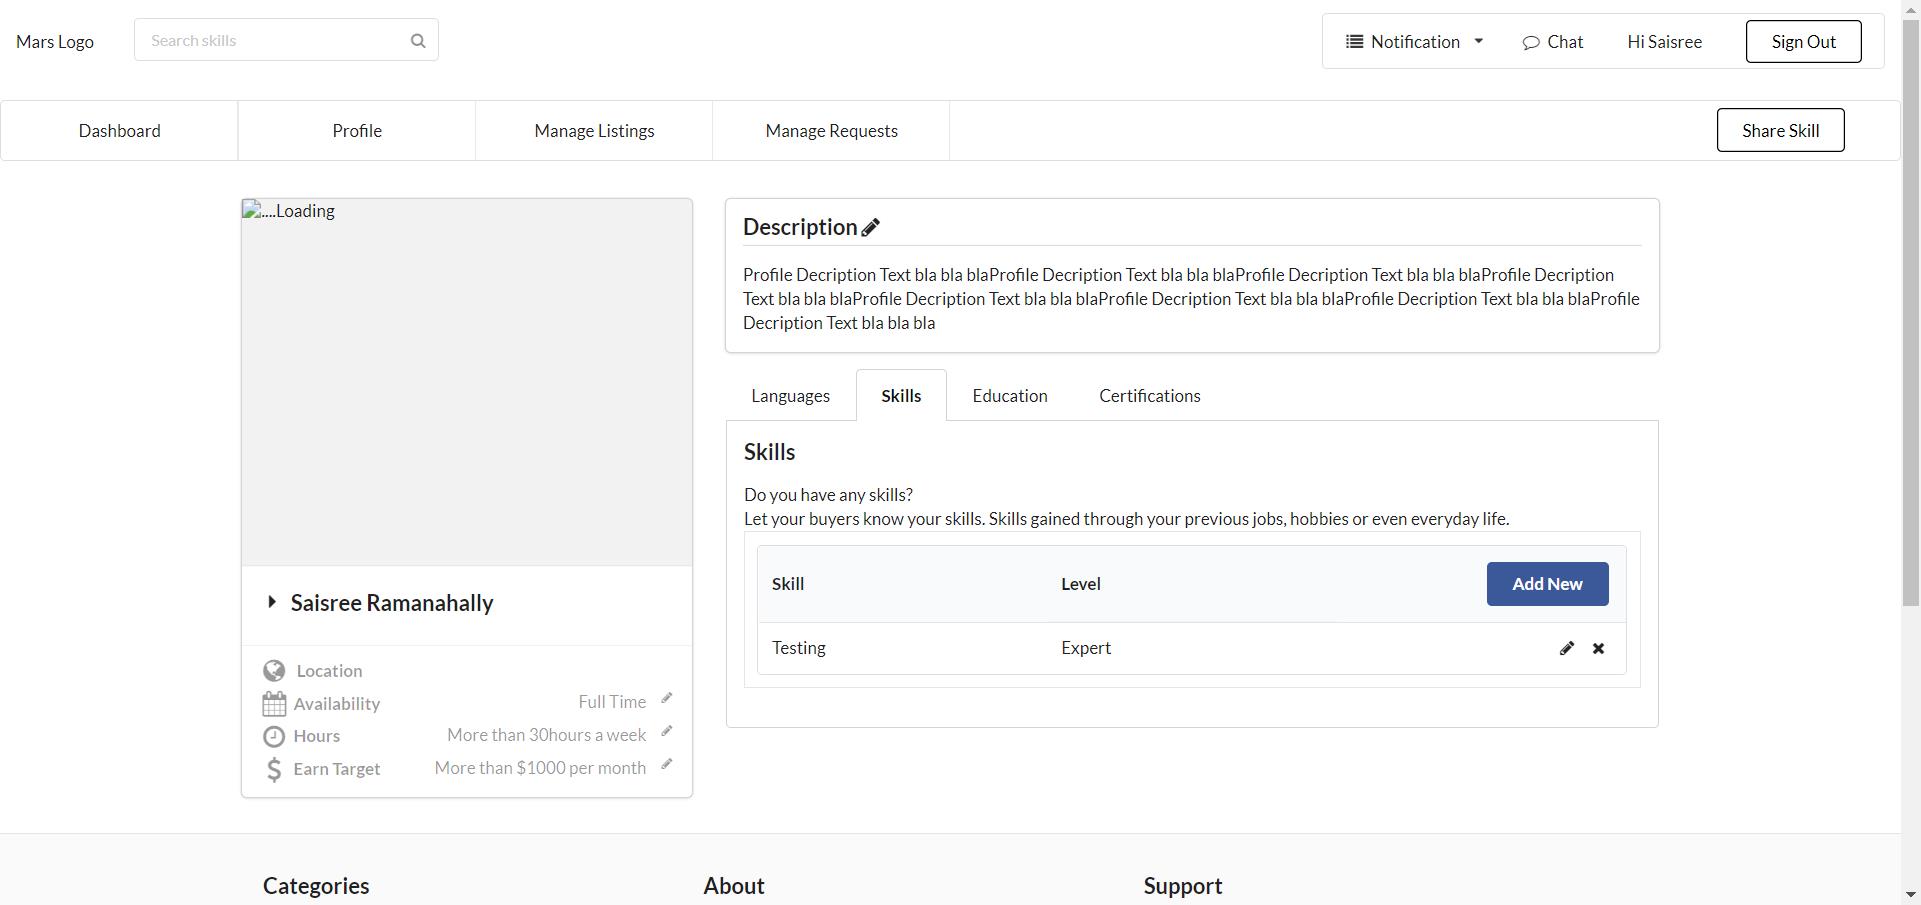 Mars Logo
Search skills
Notification
Chat
Hi Saisree
Sign Out
Dashboard
Profile
Manage Listings
Manage Requests
Share Skill
....Loading
Saisree Ramanahally
Location
Availability
Full Time
Hours
More than 30hours a week
Earn Target
More than $1000 per month
Description
Profile Decription Text bla bla blaProfile Decription Text bla bla blaProfile Decription Text bla bla blaProfile Decription
Text bla bla blaProfile Decription Text bla bla blaProfile Decription Text bla bla blaProfile Decription Text bla bla blaProfile
Decription Text bla bla bla
Languages
Skills
Education
Certifications
Skills
Do you have any skills?
Let your buyers know your skills. Skills gained through your previous jobs, hobbies or even everyday life.
Skill
Level
Add New
Testing
Expert
Categories
About
Support